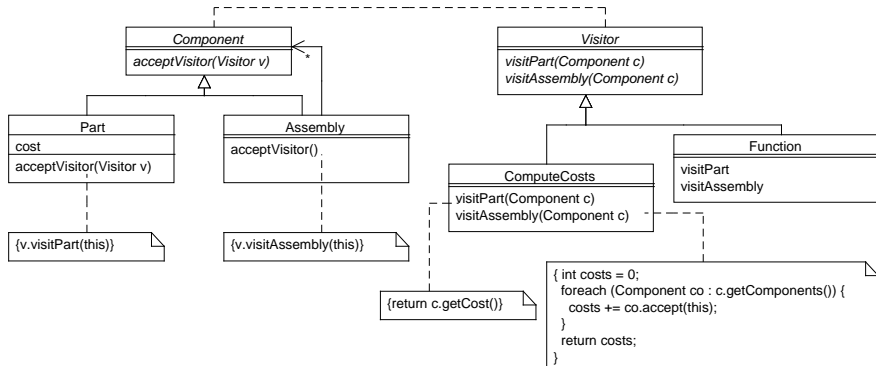 Component
acceptVisitor(Visitor v)
*
Visitor
visitPart(Component c)
visitAssembly(Component c)
Part
cost
acceptVisitor(Visitor v)
Assembly
acceptVisitor()
ComputeCosts
visitPart(Component c)
visitAssembly(Component c)
Function
visitPart
visitAssembly
{v.visitPart(this)}
{v.visitAssembly(this)}
{return c.getCost()}
{ int costs = 0;
foreach (Component co : c.getComponents()) {
costs += co.accept(this);
}
return costs;
}